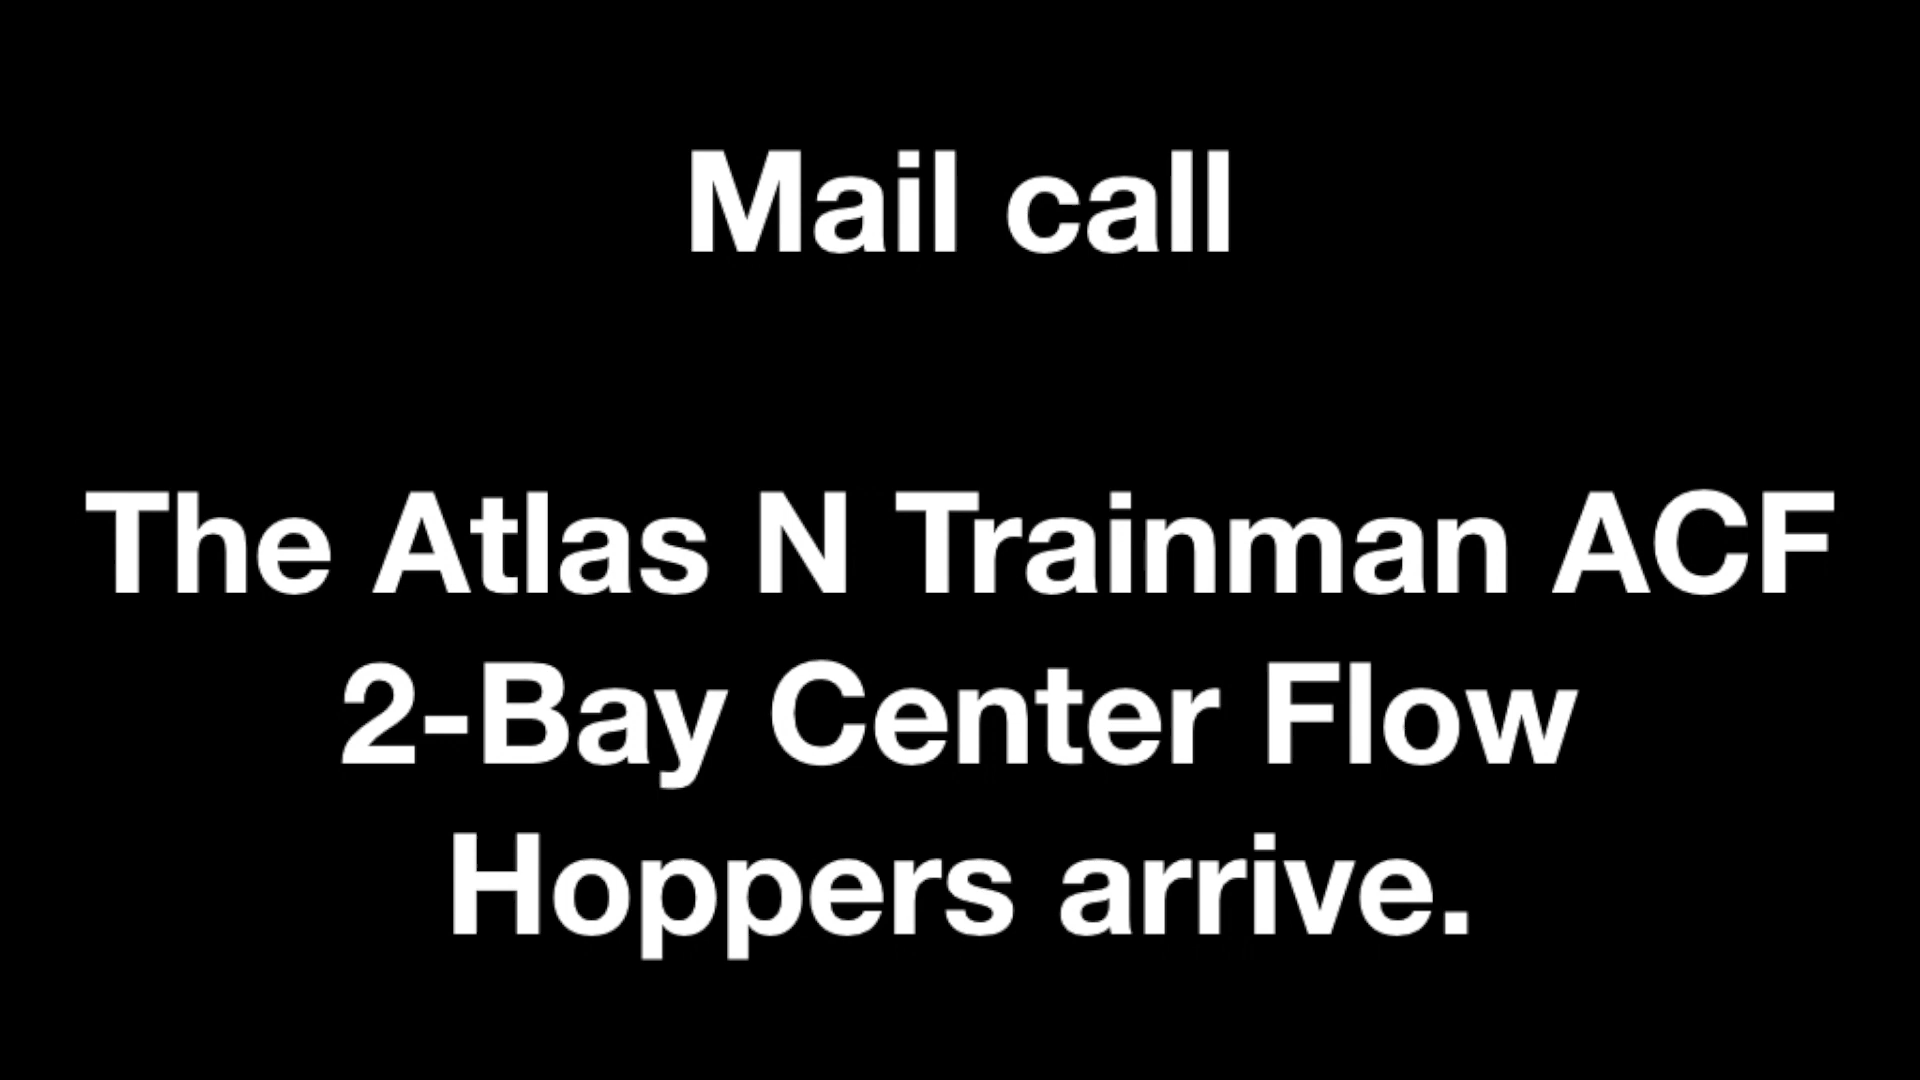 Mail call
The Atlas N Trainman ACF
2-Bay Center Flow
Hoppers arrive.